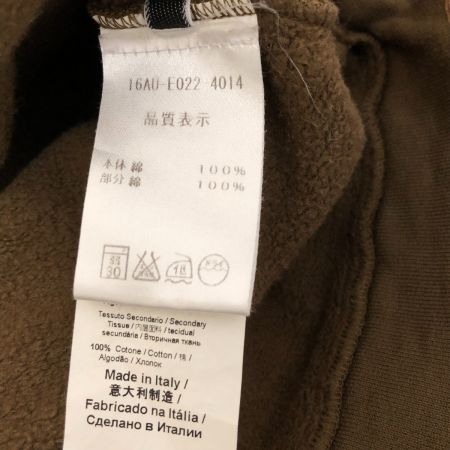 16AU-E022-4014
品質表示
本体 綿 100%
部分 綿 100%
弱
30
Tessuto Secondario / Secondary
Tissue / 内層面料 / tecidual
secundária / Вторичная ткань
100% Cotone / Cotton / 棉 /
Algodão / Хлопок
Made in Italy /
意大利制造 /
Fabricado na Itália /
Сделано в Италии